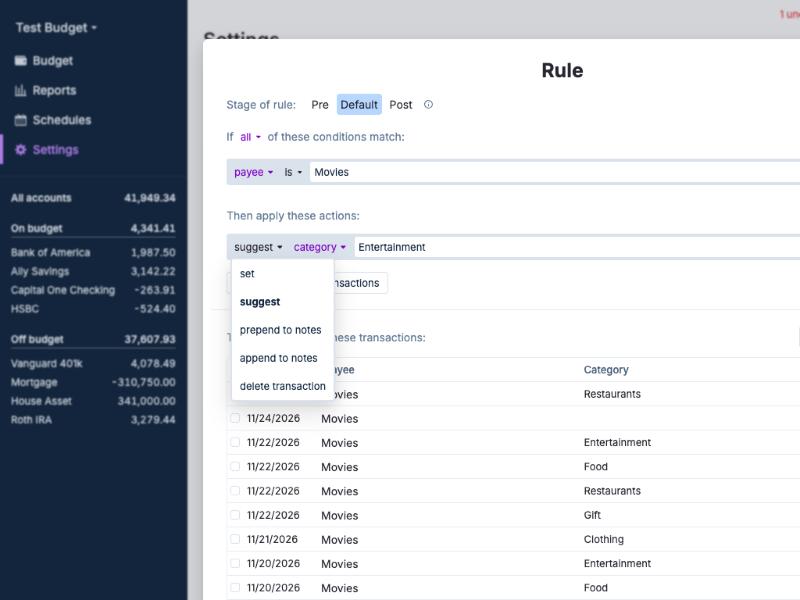 Test Budget
1
Settings
Budget
Reports
Schedules
Settings
All accounts 41,949.34
On budget 4,341.41
Bank of America 1,987.50
Ally Savings 3,142.22
Capital One Checking -263.91
HSBC -524.40
Off budget 37,607.93
Vanguard 401k 4,078.49
Mortgage -310,750.00
House Asset 341,000.00
Roth IRA 3,279.44
Rule
Stage of rule: Pre Default Post
If all of these conditions match:
payee is Movies
Then apply these actions:
suggest category Entertainment
set
suggest
prepend to notes
append to notes
delete transaction
transactions:
Category
Restaurants
11/24/2026 Movies
11/22/2026 Movies Entertainment
11/22/2026 Movies Food
11/22/2026 Movies Restaurants
11/22/2026 Movies Gift
11/21/2026 Movies Clothing
11/20/2026 Movies Entertainment
11/20/2026 Movies Food